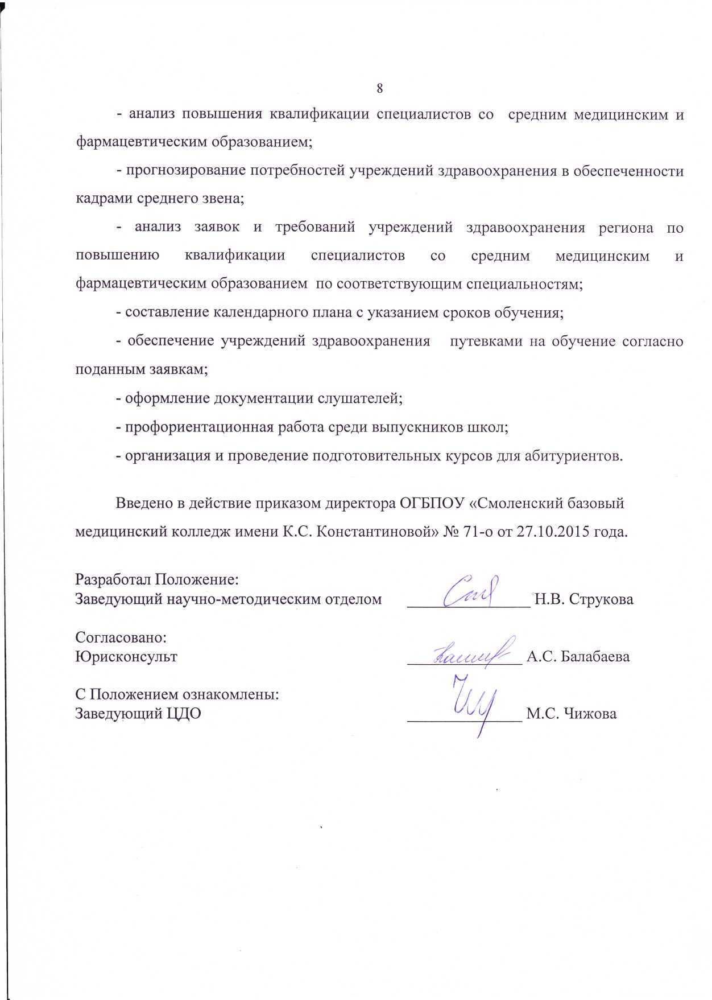 8
- анализ повышения квалификации специалистов со средним медицинским и
фармацевтическим образованием;
- прогнозирование потребностей учреждений здравоохранения в обеспеченности
кадрами среднего звена;
- анализ заявок и требований учреждений здравоохранения региона по
повышению квалификации специалистов со средним медицинским и
фармацевтическим образованием по соответствующим специальностям;
- составление календарного плана с указанием сроков обучения;
- обеспечение учреждений здравоохранения путевками на обучение согласно
поданным заявкам;
- оформление документации слушателей;
- профориентационная работа среди выпускников школ;
- организация и проведение подготовительных курсов для абитуриентов.
Введено в действие приказом директора ОГБПОУ «Смоленский базовый
медицинский колледж имени К.С. Константиновой» № 71-о от 27.10.2015 года.
Разработал Положение:
Заведующий научно-методическим отделом ________________ Н.В. Струкова
Согласовано:
Юрисконсульт _______________ А.С. Балабаева
С Положением ознакомлены:
Заведующий ЦДО _______________ М.С. Чижова